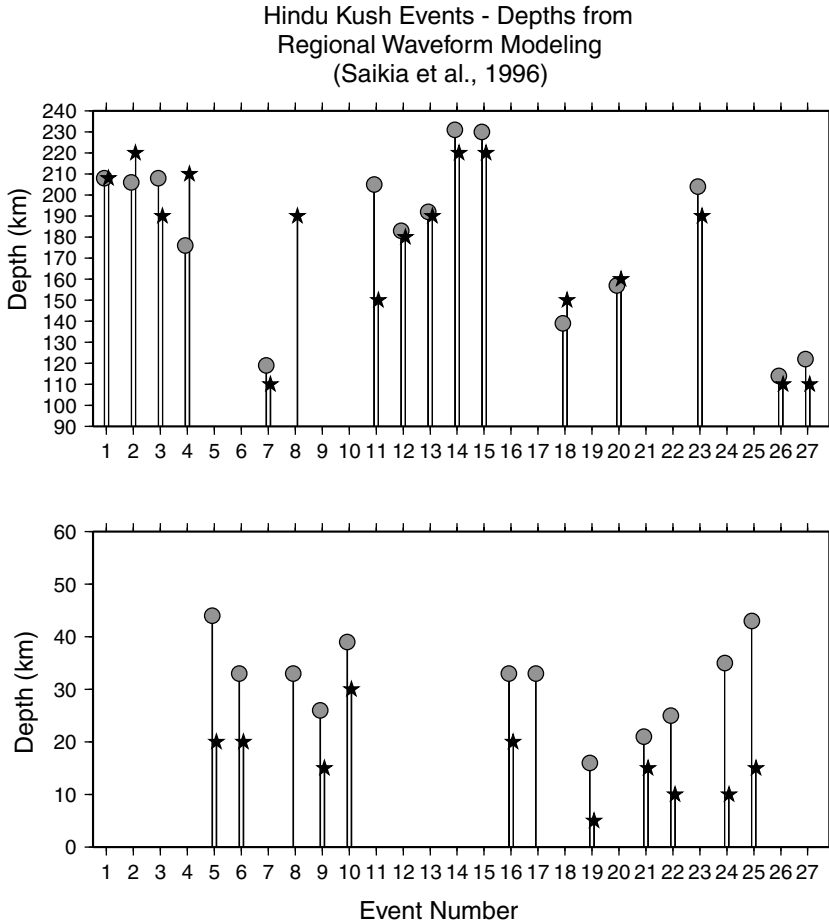 Hindu Kush Events - Depths from
Regional Waveform Modeling
(Saikia et al., 1996)
Depth (km)
240
230
220
210
200
190
180
170
160
150
140
130
120
110
100
90
1 2 3 4 5 6 7 8 9 10 11 12 13 14 15 16 17 18 19 20 21 22 23 24 25 26 27
Depth (km)
60
50
40
30
20
10
0
1 2 3 4 5 6 7 8 9 10 11 12 13 14 15 16 17 18 19 20 21 22 23 24 25 26 27
Event Number